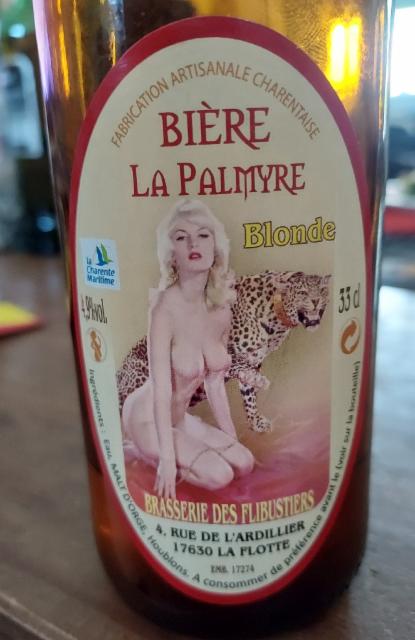 FABRICATION ARTISANALE CHARENTAISE
BIÈRE
LA PALMYRE
Blonde
La
Charente
Maritime
4,9%vol.
33 cl
BRASSERIE DES FLIBUSTIERS
4, RUE DE L'ARDILLIER
17630 LA FLOTTE
EMB. 17274
Ingrédients : Eau, MALT D'ORGE, Houblons. A consommer de préférence avant le (voir sur la bouteille)